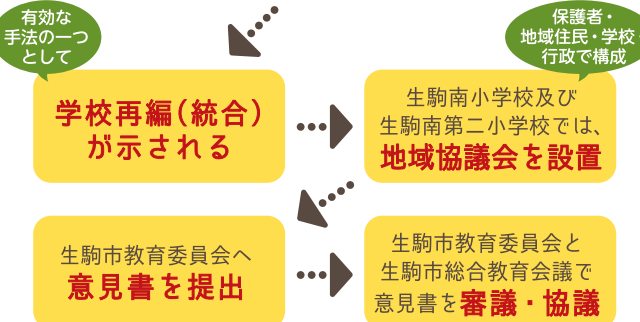 有効な
手法の一つ
として
学校再編(統合)
が示される
保護者・
地域住民・学校・
行政で構成
生駒南小学校及び
生駒南第二小学校では、
地域協議会を設置
生駒市教育委員会へ
意見書を提出
生駒市教育委員会と
生駒市総合教育会議で
意見書を審議・協議